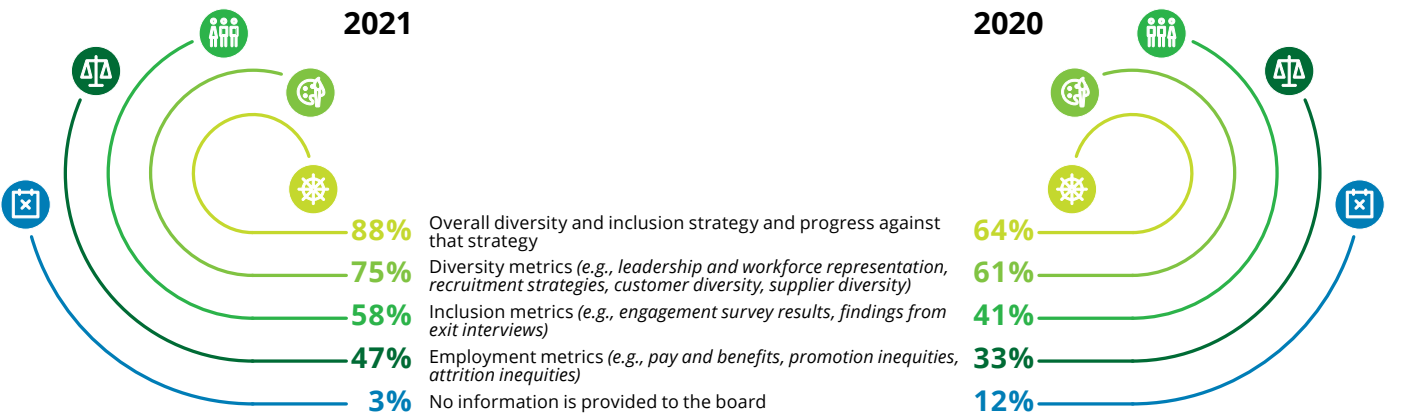 2021
2020
88% Overall diversity and inclusion strategy and progress against 64%
that strategy
75% Diversity metrics (e.g., leadership and workforce representation, 61%
recruitment strategies, customer diversity, supplier diversity)
58% Inclusion metrics (e.g., engagement survey results, findings from 41%
exit interviews)
47% Employment metrics (e.g., pay and benefits, promotion inequities, 33%
attrition inequities)
3% No information is provided to the board 12%